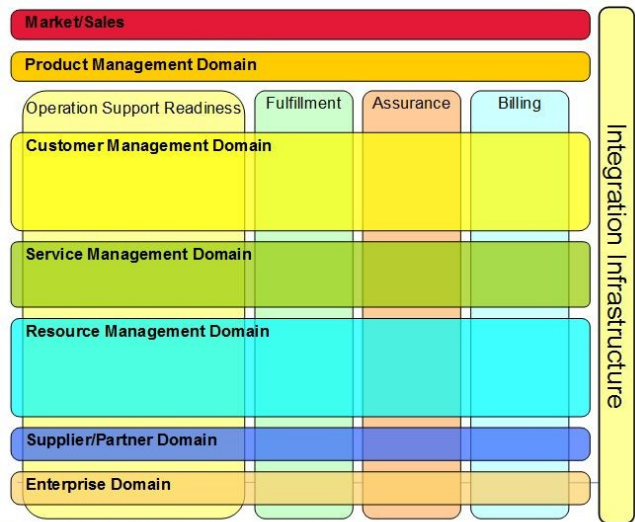 Market/Sales
Product Management Domain
Operation Support Readiness
Fulfillment
Assurance
Billing
Customer Management Domain
Service Management Domain
Resource Management Domain
Supplier/Partner Domain
Enterprise Domain
Integration Infrastructure